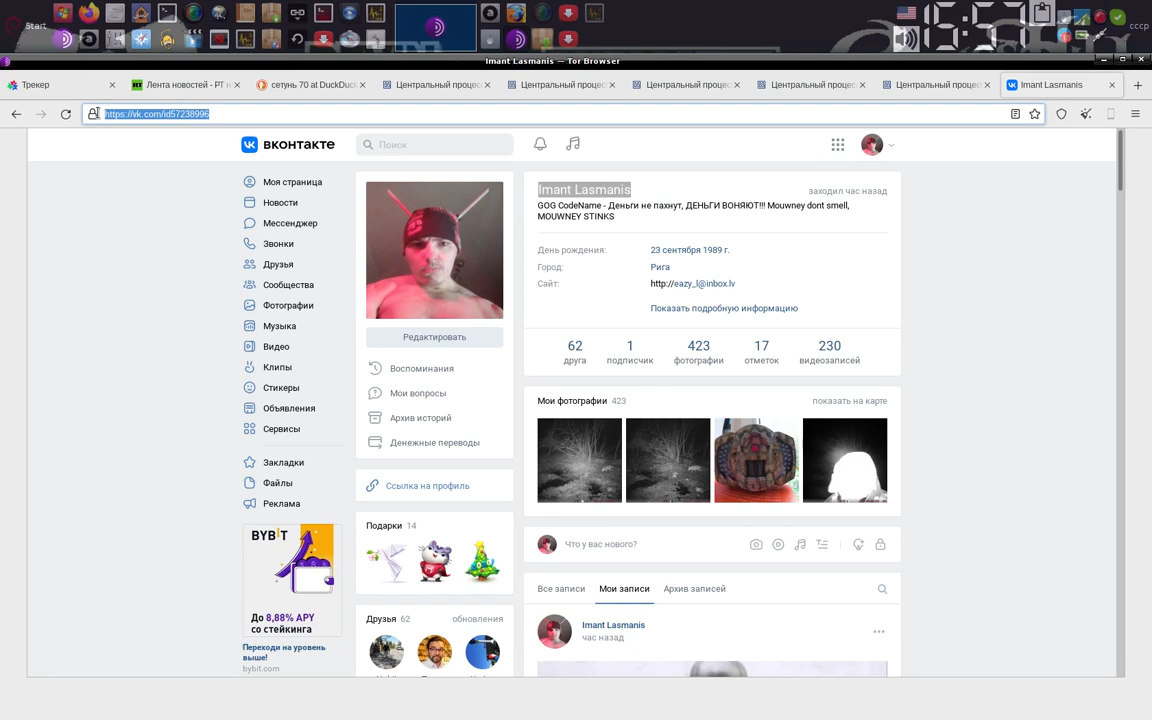 Start
15:57
сссp
Imant Lasmanis — Tor Browser
Трекер
RT
Лента новостей - РТ н
сетунь 70 at DuckDuc
Центральный процес
Центральный процес
Центральный процес
Центральный процес
Центральный процес
Imant Lasmanis
https://vk.com/id57238996
вконтакте
Поиск
Моя страница
Новости
Мессенджер
Звонки
Друзья
Сообщества
Фотографии
Музыка
Видео
Клипы
Стикеры
Объявления
Сервисы
Закладки
Файлы
Реклама
BYBIT
До 8,88% APY
со стейкинга
Переходи на уровень
выше!
bybit.com
Редактировать
Воспоминания
Мои вопросы
Архив историй
Денежные переводы
Ссылка на профиль
Подарки 14
Друзья 62
обновления
Imant Lasmanis
заходил час назад
GOG CodeName - Деньги не пахнут, ДЕНЬГИ ВОНЯЮТ!!! Mouwney dont smell,
MOUWNEY STINKS
День рождения:
23 сентября 1989 г.
Город:
Рига
Сайт:
http://eazy_l@inbox.lv
Показать подробную информацию
62
друга
1
подписчик
423
фотографии
17
отметок
230
видеозаписей
Мои фотографии 423
показать на карте
Что у вас нового?
Все записи
Мои записи
Архив записей
Imant Lasmanis
час назад